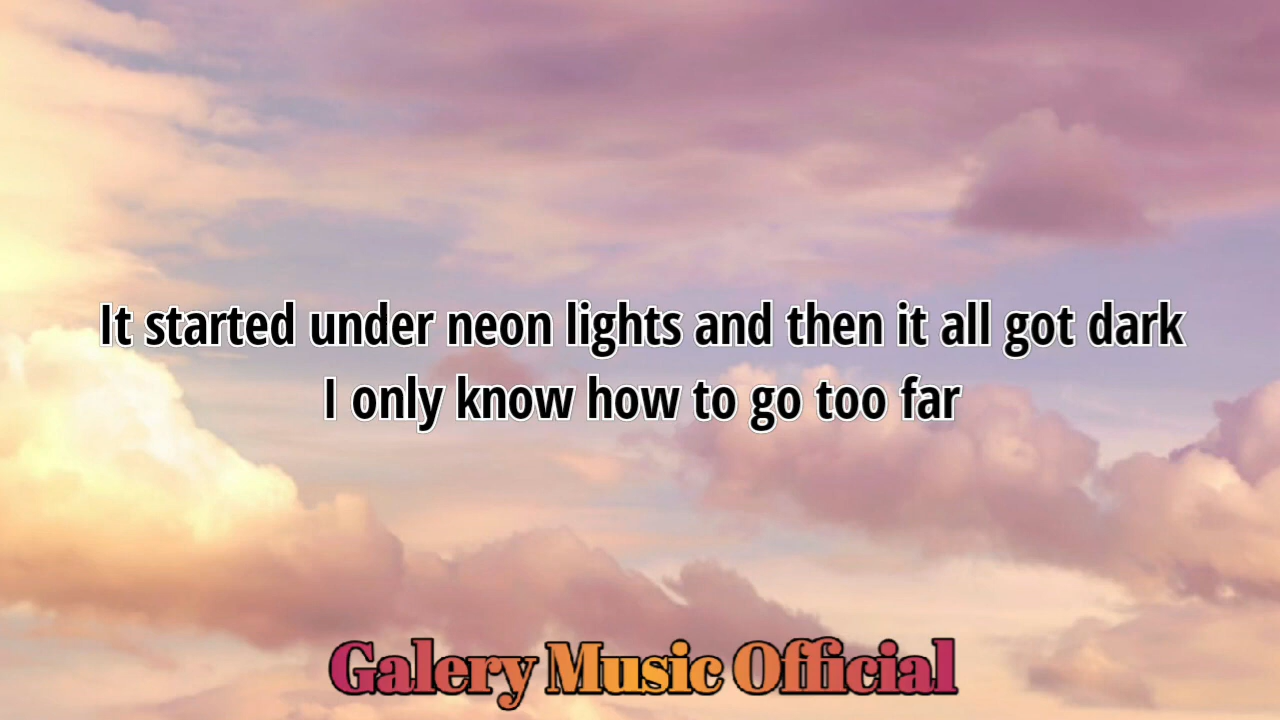 It started under neon lights and then it all got dark
I only know how to go too far
Galery Music Official